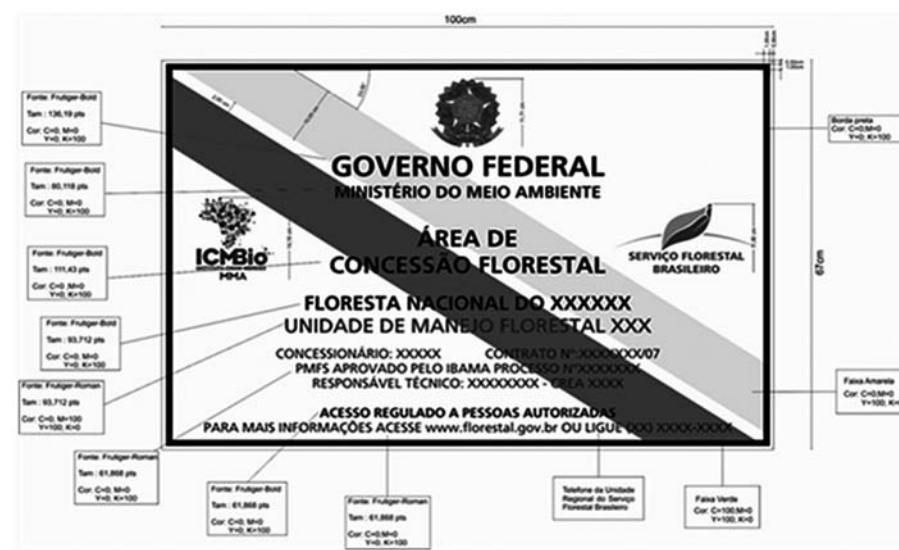 100cm
67cm
Fonte: Frutiger-Bold
Tam : 136,19 pts
Cor: C=0, M=0
Y=0; K=100
Fonte: Frutiger-Bold
Tam : 80,118 pts
Cor: C=0, M=0
Y=0; K=100
Fonte: Frutiger-Bold
Tam : 111,43 pts
Cor: C=0 ;M=0
Y=0; K=100
Fonte: Frutiger-Bold
Tam : 93,712 pts
Cor: C=0, M=0
Y=0; K=100
Fonte: Frutifgs-Roman
Tam : 93,712 pts
Cor: C=0; M=100
Y=100; K=0
Fonte: Frutiger-Roman
Tam : 61,868 pts
Cor: C=0, M=0
Y=0; K=100
Fonte: Frutiger-Bold
Tam : 61,868 pts
Cor: C=0, M=0
Y=0; K=100
Fonte: Frutiger-Roman
Tam : 61,868 pts
Cor: C=0;M=0
Y=0; K=100
GOVERNO FEDERAL
MINISTÉRIO DO MEIO AMBIENTE
ICMBio
MMA
ÁREA DE
CONCESSÃO FLORESTAL
SERVIÇO FLORESTAL
BRASILEIRO
FLORESTA NACIONAL DO XXXXXX
UNIDADE DE MANEJO FLORESTAL XXX
CONCESSIONÁRIO: XXXXX CONTRATO Nº:XXXXXXX/07
PMFS APROVADO PELO IBAMA PROCESSO NºXXXXXXX
RESPONSÁVEL TÉCNICO: XXXXXXXX - CREA XXXX
ACESSO REGULADO A PESSOAS AUTORIZADAS
PARA MAIS INFORMAÇÕES ACESSE www.florestal.gov.br OU LIGUE (XX) XXXX-XXXX
Borda preta
Cor: C=0;M=0
Y=0; K=100
Faixa Amarela
Cor: C=0;M=0
Y=100; K=0
Telefone da Unidade
Regional do Serviço
Florestal Brasileiro
Faixa Verde
Cor: C=100;M=0
Y=100, K=0